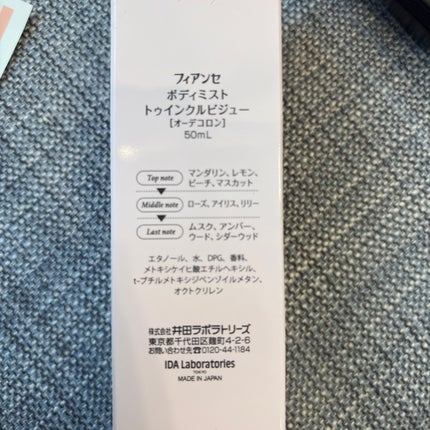 フィアンセ
ボディミスト
トゥインクルビジュー
[オーデコロン]
50mL
Top note マンダリン、レモン、
ピーチ、マスカット
Middle note ローズ、アイリス、リリー
Last note ムスク、アンバー、
ウード、シダーウッド
エタノール、水、DPG、香料、
メトキシケイヒ酸エチルヘキシル、
t-ブチルメトキシジベンゾイルメタン、
オクトクリレン
株式会社 井田ラボラトリーズ
東京都千代田区麹町4-2-6
お問い合わせ先☎0120-44-1184
IDA Laboratories
TOKYO
MADE IN JAPAN